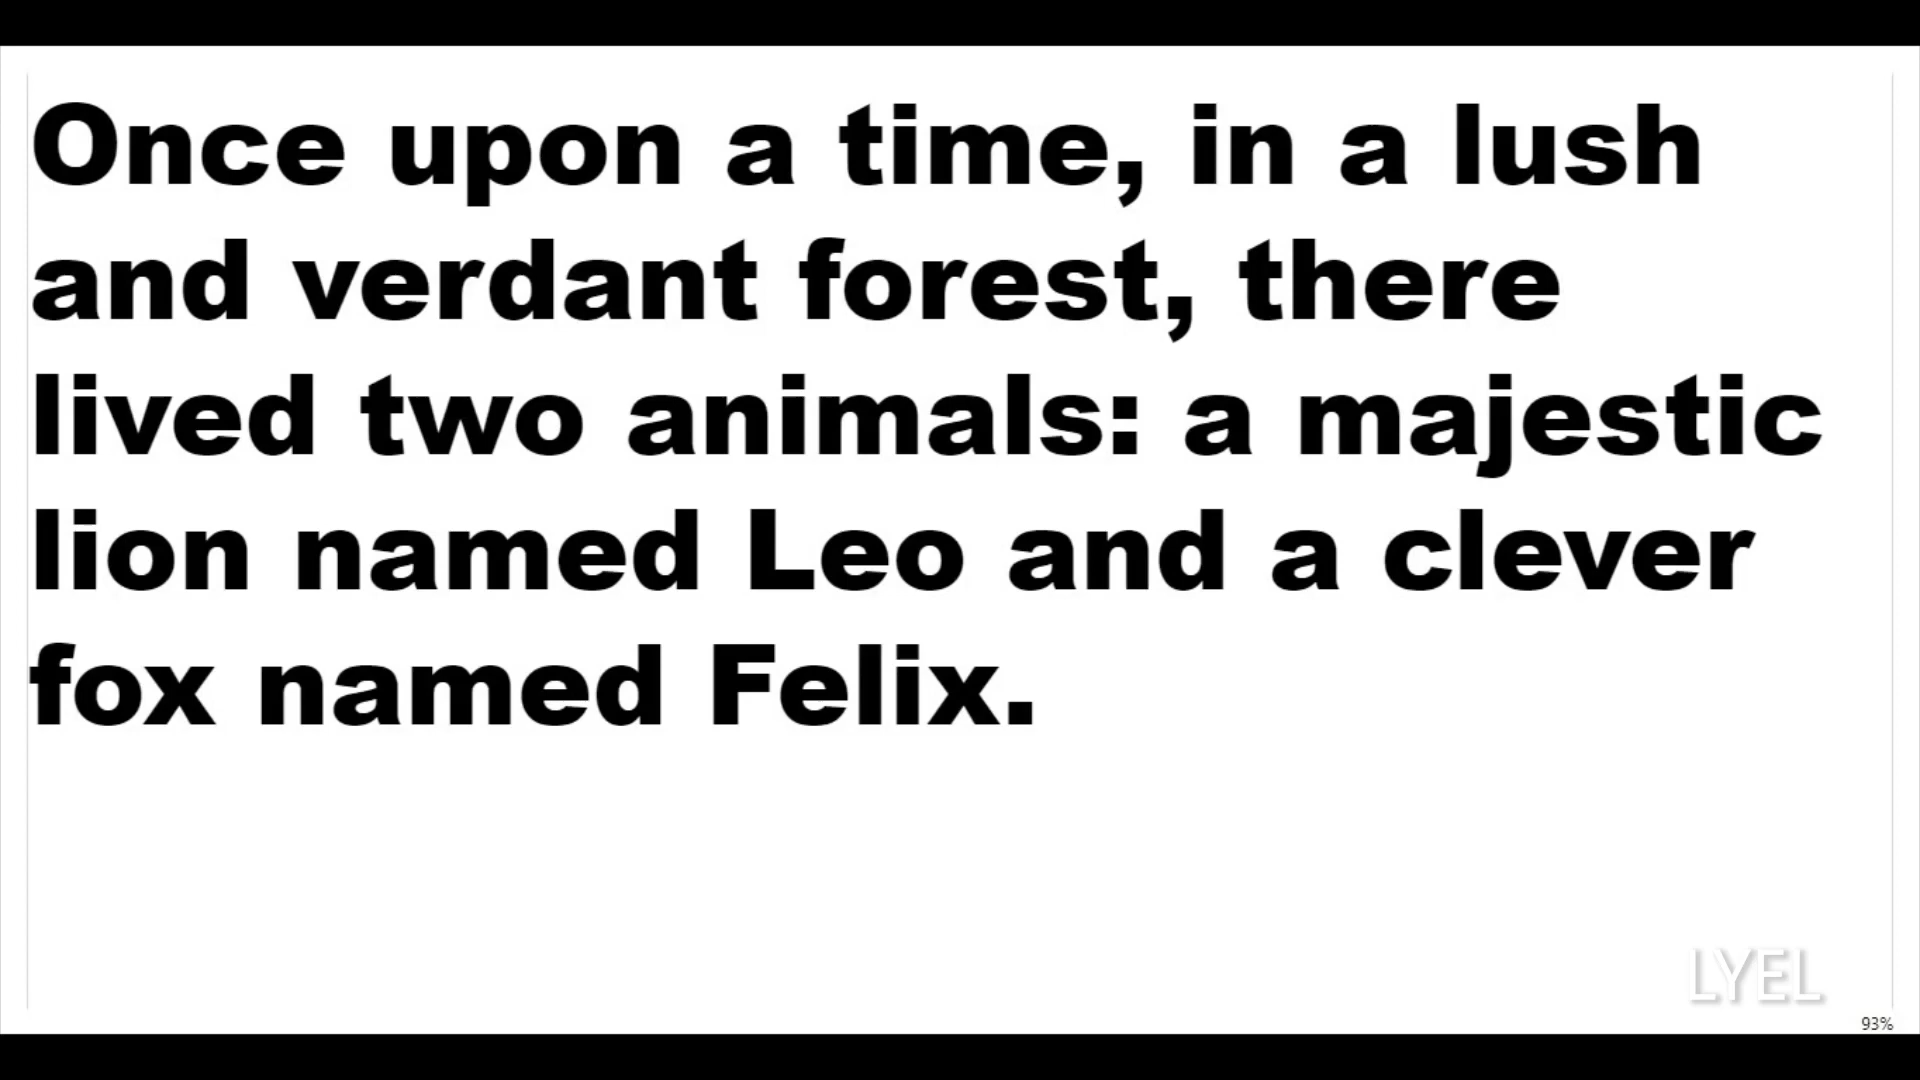 Once upon a time, in a lush
and verdant forest, there
lived two animals: a majestic
lion named Leo and a clever
fox named Felix.
LYEL
93%